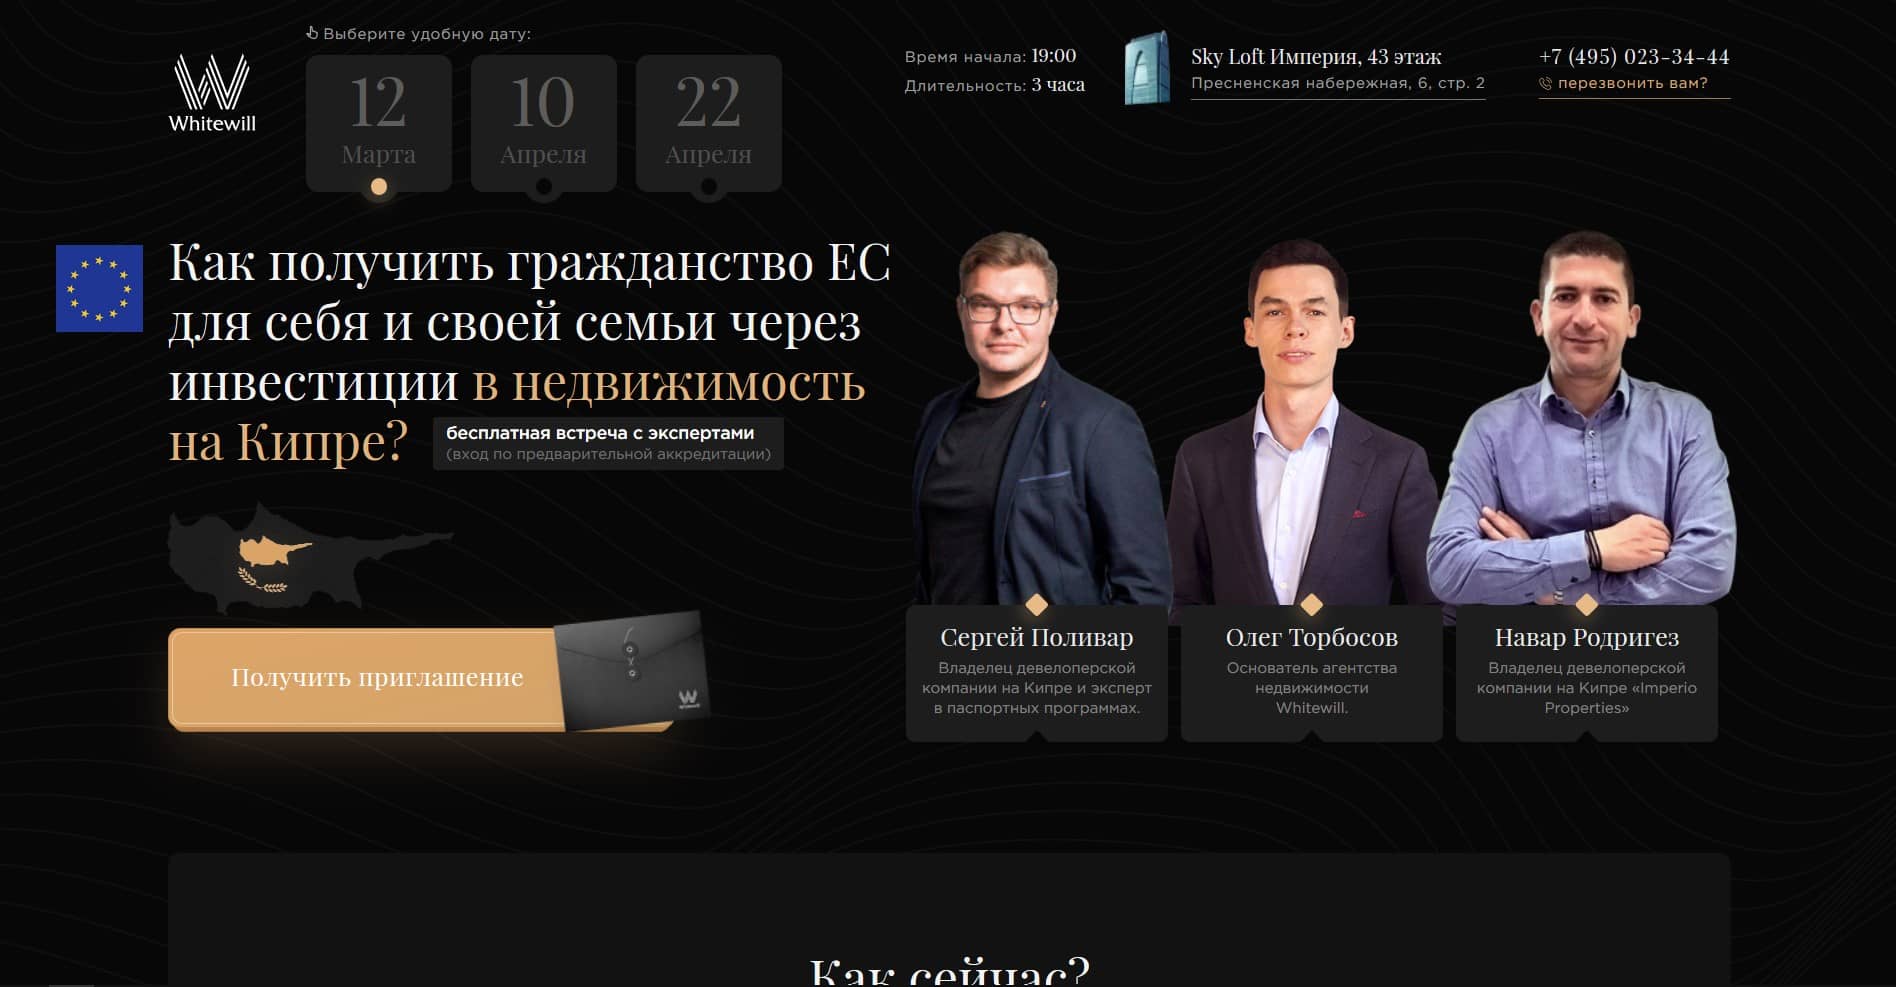 Выберите удобную дату:
Whitewill
12
Марта
10
Апреля
22
Апреля
Время начала: 19:00
Длительность: 3 часа
Sky Loft Империя, 43 этаж
Пресненская набережная, 6, стр. 2
+7 (495) 023-34-44
перезвонить вам?
Как получить гражданство ЕС
для себя и своей семьи через
инвестиции в недвижимость
на Кипре?
бесплатная встреча с экспертами
(вход по предварительной аккредитации)
Получить приглашение
Whitewill
Сергей Поливар
Владелец девелоперской
компании на Кипре и эксперт
в паспортных программах.
Олег Торбосов
Основатель агентства
недвижимости
Whitewill.
Навар Родригез
Владелец девелоперской
компании на Кипре «Imperio
Properties»
Как сейчас?